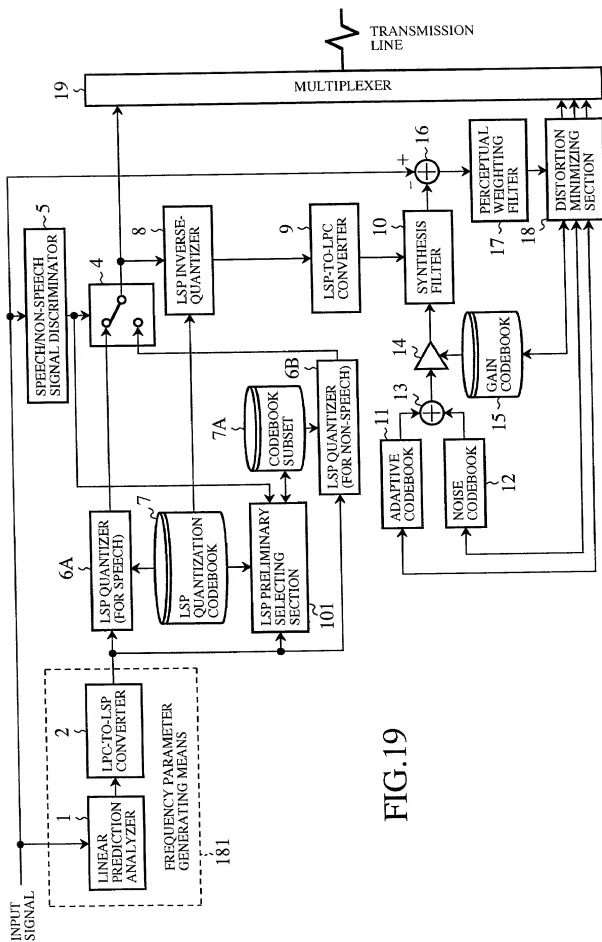 INPUT
SIGNAL
1
LINEAR
PREDICTION
ANALYZER
2
LPC-TO-LSP
CONVERTER
FREQUENCY PARAMETER
GENERATING MEANS
181
5
SPEECH/NON-SPEECH
SIGNAL DISCRIMINATOR
4
6A
LSP QUANTIZER
(FOR SPEECH)
7
LSP
QUANTIZATION
CODEBOOK
LSP PRELIMINARY
SELECTING
SECTION
101
7A
CODEBOOK
SUBSET
6B
LSP QUANTIZER
(FOR NON-SPEECH)
8
LSP INVERSE-
QUANTIZER
9
LSP-TO-LPC
CONVERTER
10
SYNTHESIS
FILTER
11
ADAPTIVE
CODEBOOK
NOISE
CODEBOOK
12
13
14
GAIN
CODEBOOK
15
+
−
16
PERCEPTUAL
WEIGHTING
FILTER
17
DISTORTION
MINIMIZING
SECTION
18
19
MULTIPLEXER
TRANSMISSION
LINE
FIG.19